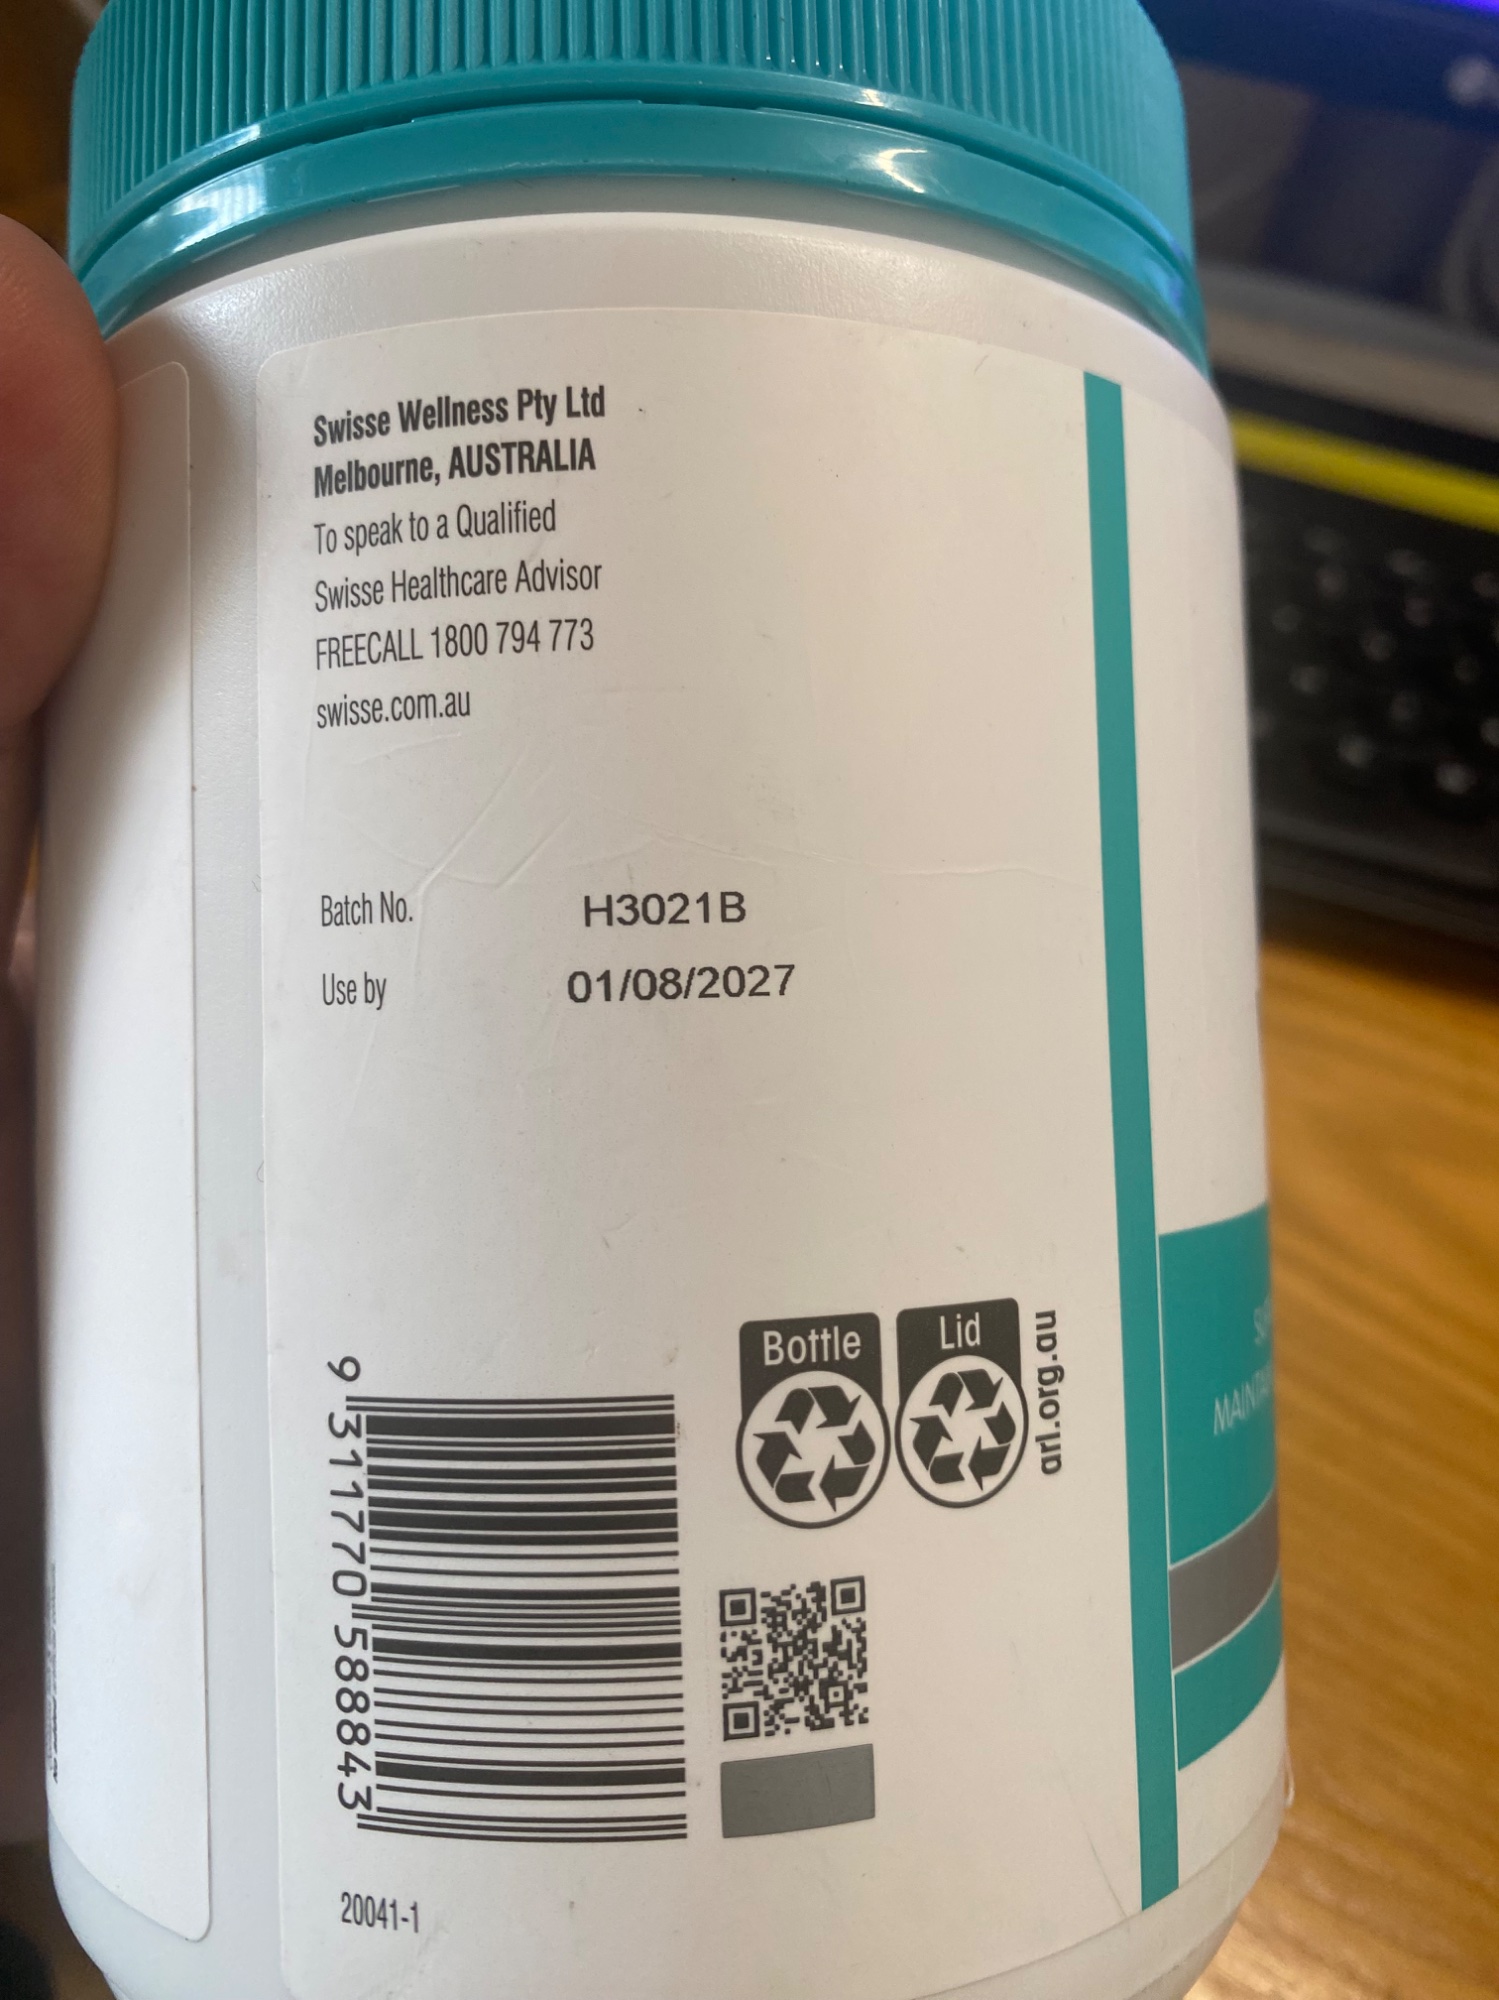 Swisse Wellness Pty Ltd
Melbourne, AUSTRALIA
To speak to a Qualified
Swisse Healthcare Advisor
FREECALL 1800 794 773
swisse.com.au
Batch No. H3021B
Use by 01/08/2027
Bottle Lid
arl.org.au
9 311770 588843
20041-1